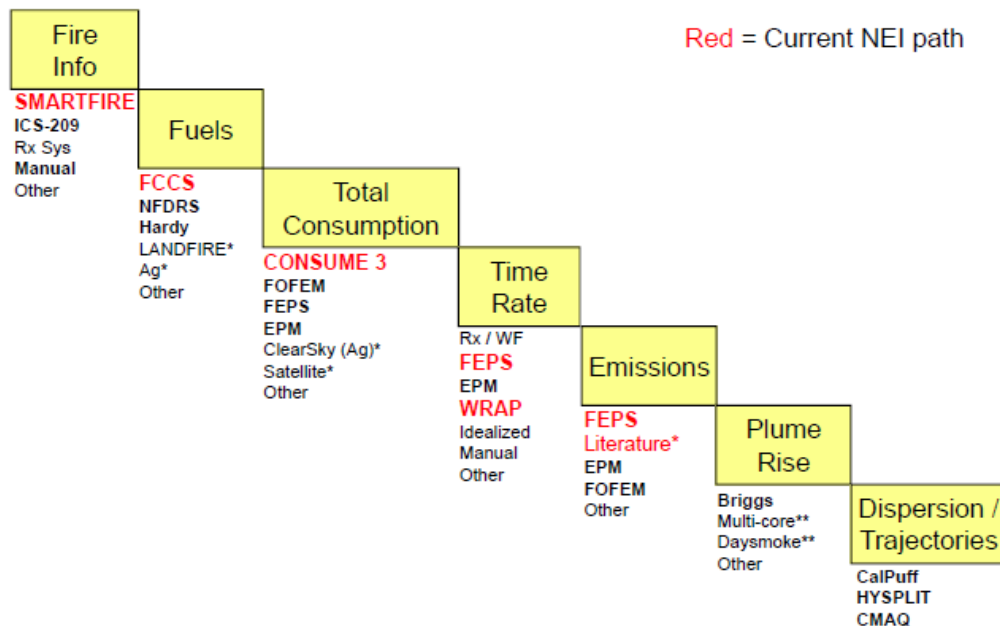 Fire
Info
Red = Current NEI path
SMARTFIRE
ICS-209
Rx Sys
Manual
Other
Fuels
FCCS
NFDRS
Hardy
LANDFIRE*
Ag*
Other
Total
Consumption
CONSUME 3
FOFEM
FEPS
EPM
ClearSky (Ag)*
Satellite*
Other
Time
Rate
Rx / WF
FEPS
EPM
WRAP
Idealized
Manual
Other
Emissions
FEPS
Literature*
EPM
FOFEM
Other
Plume
Rise
Briggs
Multi-core**
Daysmoke**
Other
Dispersion /
Trajectories
CalPuff
HYSPLIT
CMAQ